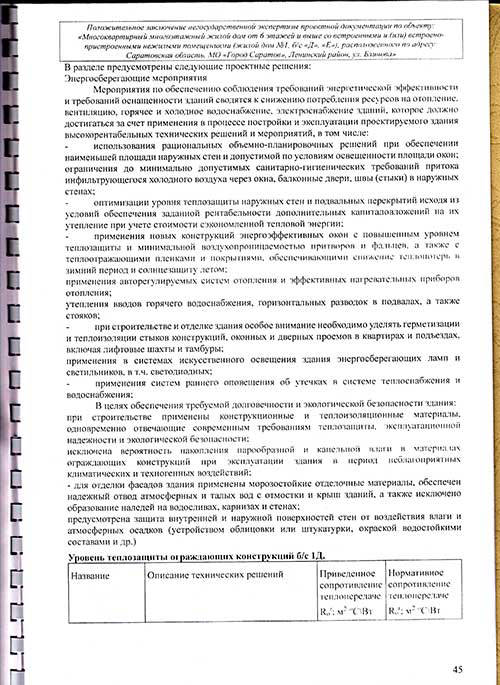 Положительное заключение негосударственной экспертизы проектной документации по объекту:
«Многоквартирный многоэтажный жилой дом от 6 этажей и выше со встроенными и (или) встроено-
пристроенными нежилыми помещениями (жилой дом №1, б/с «Д», «Е»), расположенного по адресу:
Саратовская область, МО «Город Саратов», Ленинский район, ул. Блинова»
В разделе предусмотрены следующие проектные решения:
Энергосберегающие мероприятия
Мероприятия по обеспечению соблюдения требований энергетической эффективности
и требований оснащенности зданий сводятся к снижению потребления ресурсов на отопление,
вентиляцию, горячее и холодное водоснабжение, электроснабжение зданий, которое должно
достигаться за счет применения в процессе постройки и эксплуатации проектируемого здания
высокорентабельных технических решений и мероприятий, в том числе:
- использования рациональных объемно-планировочных решений при обеспечении
наименьшей площади наружных стен и допустимой по условиям освещенности площади окон;
ограничения до минимально допустимых санитарно-гигиенических требований притока
инфильтрующегося холодного воздуха через окна, балконные двери, швы (стыки) в наружных
стенах;
- оптимизации уровня теплозащиты наружных стен и подвальных перекрытий исходя из
условий обеспечения заданной рентабельности дополнительных капиталовложений на их
утепление при учете стоимости сэкономленной тепловой энергии;
- применения новых конструкций энергоэффективных окон с повышенным уровнем
теплозащиты и минимальной воздухопроницаемостью притворов и фальцев, а также с
теплоотражающими пленками и покрытиями, обеспечивающими снижение теплопотерь в
зимний период и солнцезащиту летом;
применения авторегулируемых систем отопления и эффективных нагревательных приборов
отопления;
утепления вводов горячего водоснабжения, горизонтальных разводок в подвалах, а также
стояков;
- при строительстве и отделке здания особое внимание необходимо уделять герметизации
и теплоизоляции стыков конструкций, оконных и дверных проемов в квартирах и подъездах,
включая лифтовые шахты и тамбуры;
применения в системах искусственного освещения здания энергосберегающих ламп и
светильников, в т.ч. светодиодных;
- применения систем раннего оповещения об утечках в системе теплоснабжения и
водоснабжения;
В целях обеспечения требуемой долговечности и экологической безопасности здания:
при строительстве применены конструкционные и теплоизоляционные материалы,
одновременно отвечающие современным требованиям теплозащиты, эксплуатационной
надежности и экологической безопасности;
исключена вероятность накопления парообразной и капельной влаги в материалах
ограждающих конструкций при эксплуатации здания в период неблагоприятных
климатических и техногенных воздействий;
- для отделки фасадов здания применены морозостойкие отделочные материалы, обеспечен
надежный отвод атмосферных и талых вод с отмостки и крыш зданий, а также исключено
образование наледей на водосливах, карнизах и стенах;
предусмотрена защита внутренней и наружной поверхностей стен от воздействия влаги и
атмосферных осадков (устройством облицовки или штукатурки, окраской водостойкими
составами и др.)
Уровень теплозащиты ограждающих конструкций б/с 1Д.
Название Описание технических решений Приведенное Нормативное
сопротивление сопротивление
теплопередаче теплопередаче
м² °С\Вт м² °С\Вт
45